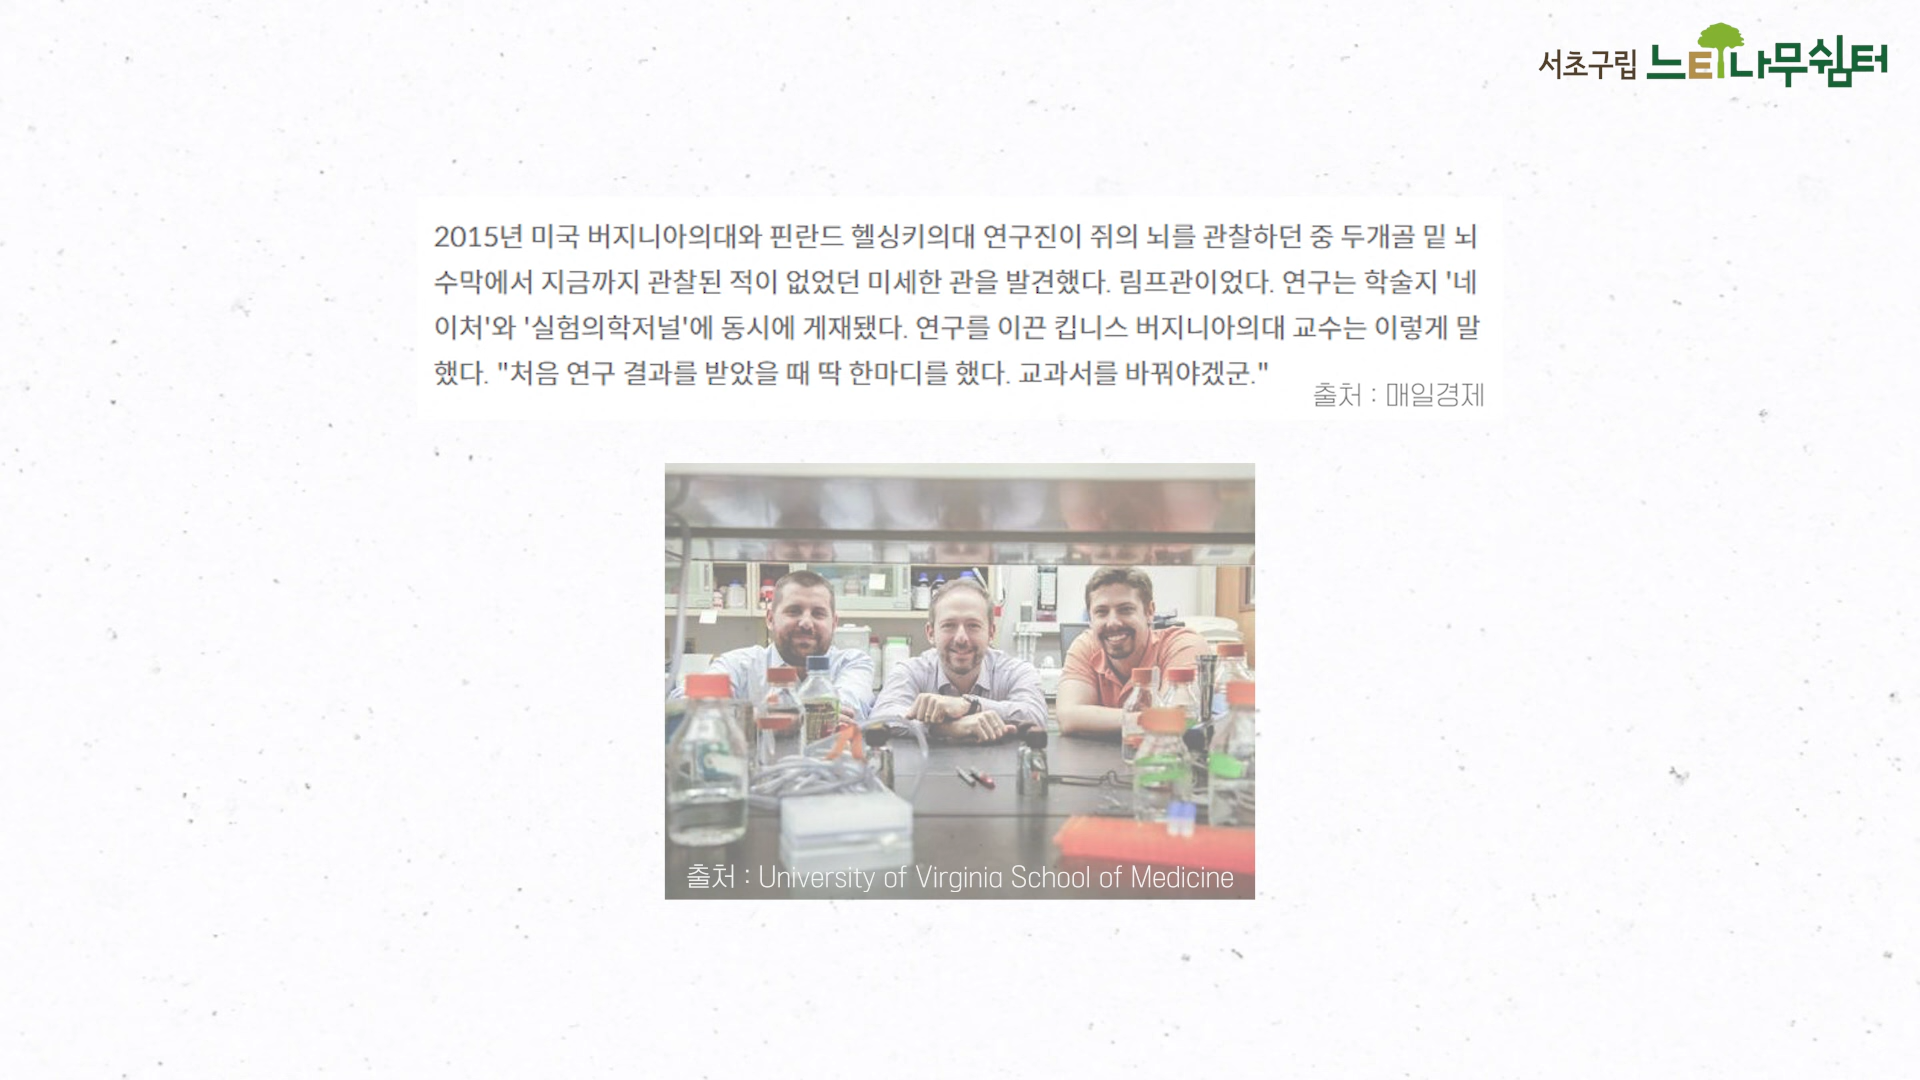 서초구립 느티나무쉼터
2015년 미국 버지니아의대와 핀란드 헬싱키의대 연구진이 쥐의 뇌를 관찰하던 중 두개골 밑 뇌
수막에서 지금까지 관찰된 적이 없었던 미세한 관을 발견했다. 림프관이었다. 연구는 학술지 '네
이처'와 '실험의학저널'에 동시에 게재됐다. 연구를 이끈 킵니스 버지니아의대 교수는 이렇게 말
했다. "처음 연구 결과를 받았을 때 딱 한마디를 했다. 교과서를 바꿔야겠군."
출처 : 매일경제
출처 : University of Virginia School of Medicine